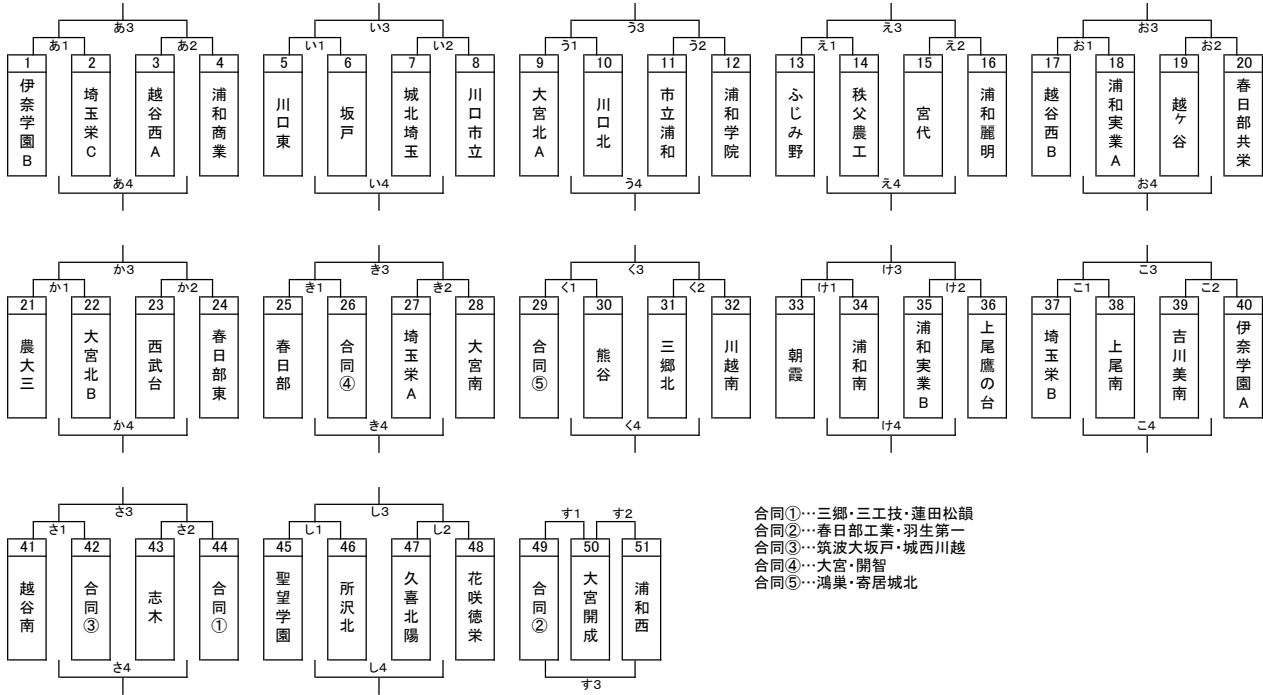 あ3 い3 う3 え3 お3
あ1 あ2 い1 い2 う1 う2 え1 え2 お1 お2
1 2 3 4 5 6 7 8 9 10 11 12 13 14 15 16 17 18 19 20
伊奈学園B
埼玉栄C
越谷西A
浦和商業
川口東
坂戸
城北埼玉
川口市立
大宮北A
川口北
市立浦和
浦和学院
ふじみ野
秩父農工
宮代
浦和麗明
越谷西B
浦和実業A
越ヶ谷
春日部共栄
あ4 い4 う4 え4 お4
か3 き3 く3 け3 こ3
か1 か2 き1 き2 く1 く2 け1 け2 こ1 こ2
21 22 23 24 25 26 27 28 29 30 31 32 33 34 35 36 37 38 39 40
農大三
大宮北B
西武台
春日部東
春日部
合同④
埼玉栄A
大宮南
合同⑤
熊谷
三郷北
川越南
朝霞
浦和南
浦和実業B
上尾鷹の台
埼玉栄B
上尾南
吉川美南
伊奈学園A
か4 き4 く4 け4 こ4
さ3 し3
さ1 さ2 し1 し2 す1 す2
41 42 43 44 45 46 47 48 49 50 51
越谷南
合同③
志木
合同①
聖望学園
所沢北
久喜北陽
花咲徳栄
合同②
大宮開成
浦和西
さ4 し4 す3
合同①…三郷・三工技・蓮田松韻
合同②…春日部工業・羽生第一
合同③…筑波大坂戸・城西川越
合同④…大宮・開智
合同⑤…鴻巣・寄居城北